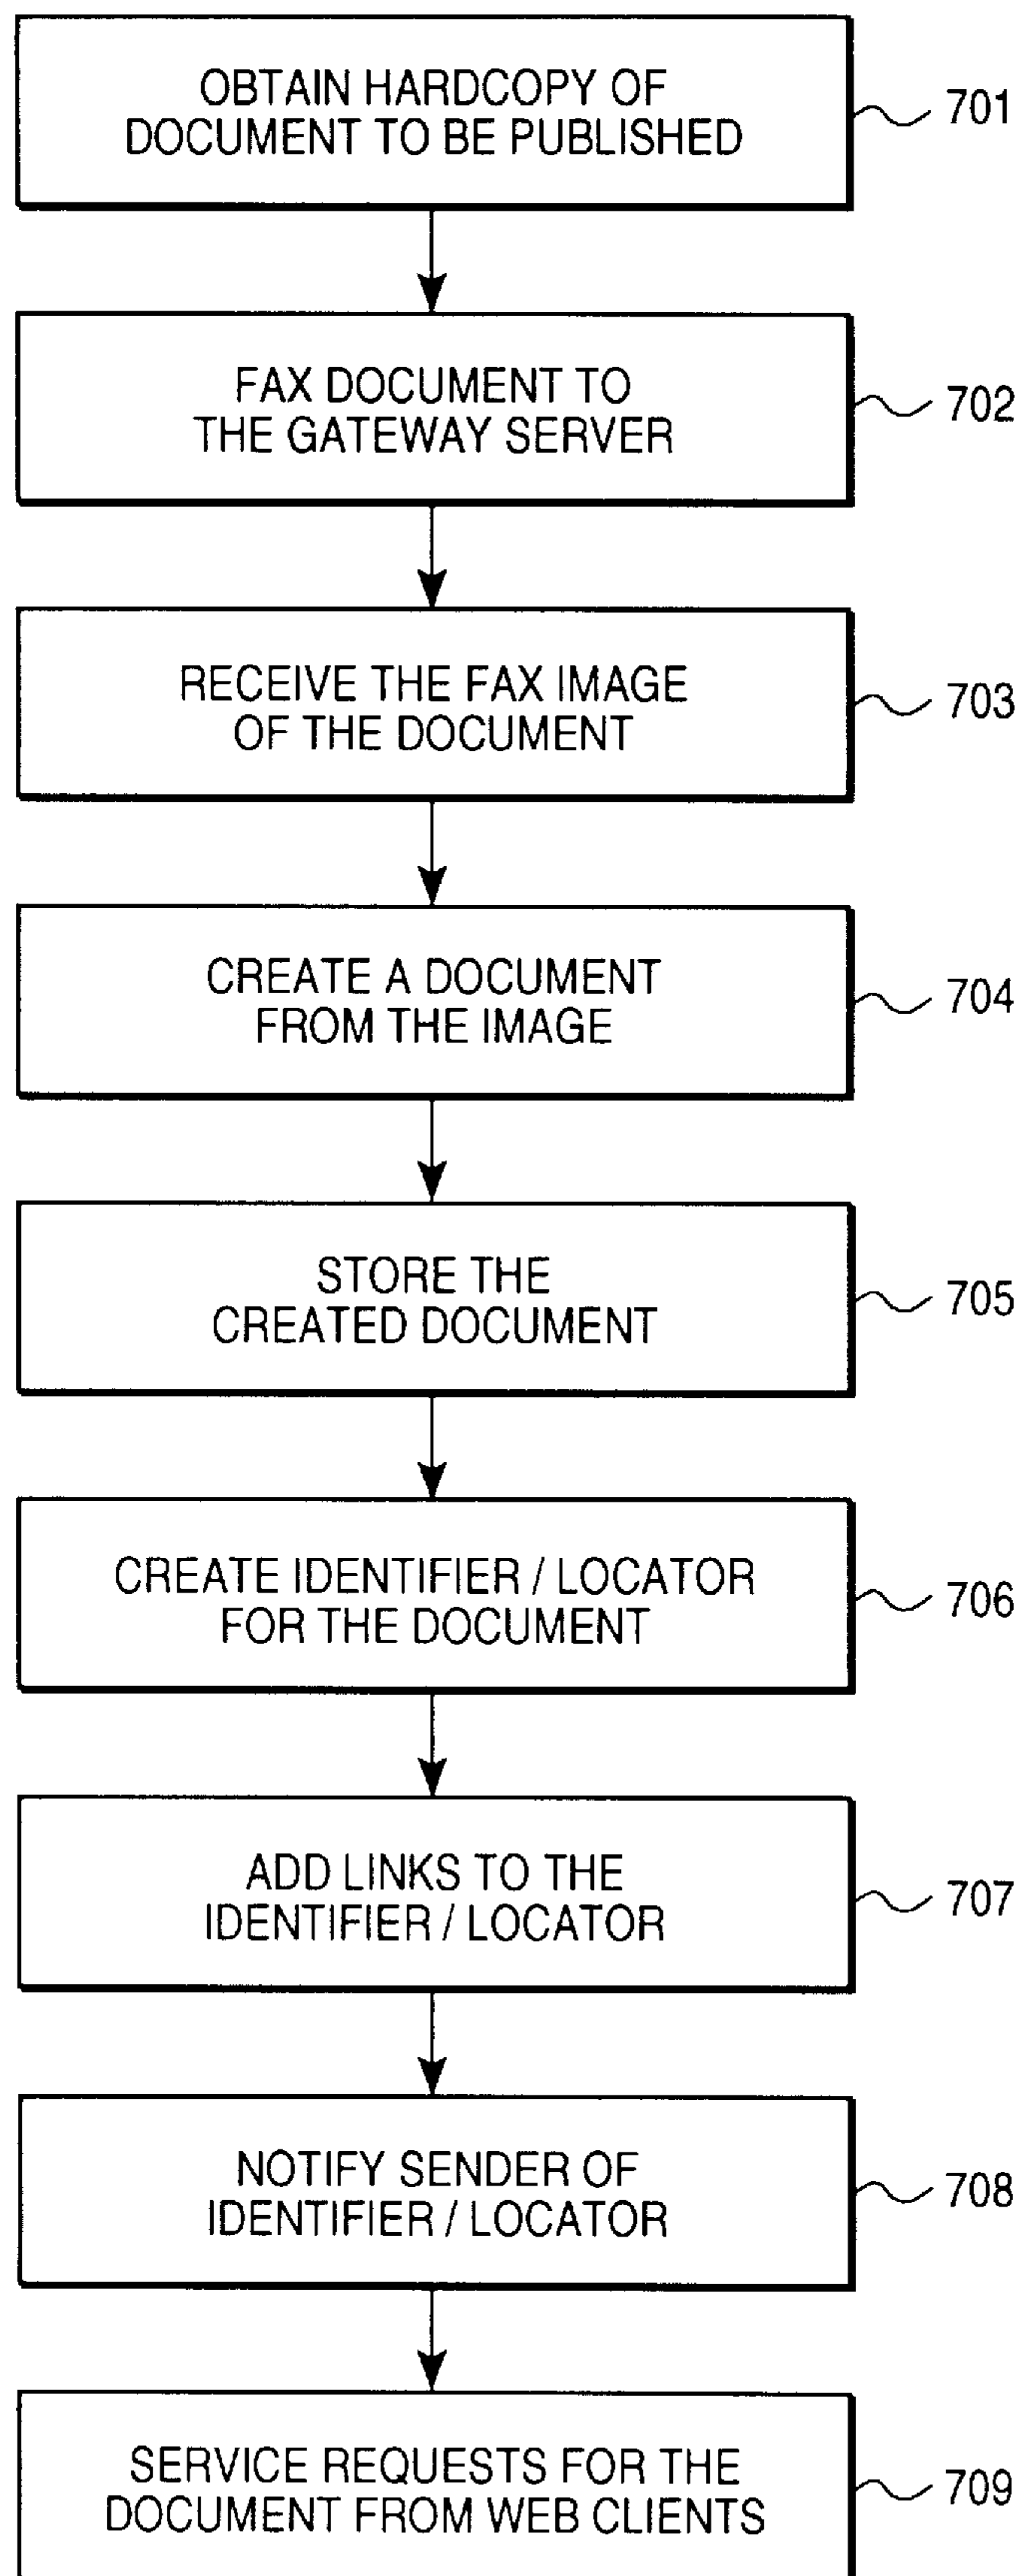 OBTAIN HARDCOPY OF
DOCUMENT TO BE PUBLISHED
701
FAX DOCUMENT TO
THE GATEWAY SERVER
702
RECEIVE THE FAX IMAGE
OF THE DOCUMENT
703
CREATE A DOCUMENT
FROM THE IMAGE
704
STORE THE
CREATED DOCUMENT
705
CREATE IDENTIFIER / LOCATOR
FOR THE DOCUMENT
706
ADD LINKS TO THE
IDENTIFIER / LOCATOR
707
NOTIFY SENDER OF
IDENTIFIER / LOCATOR
708
SERVICE REQUESTS FOR THE
DOCUMENT FROM WEB CLIENTS
709